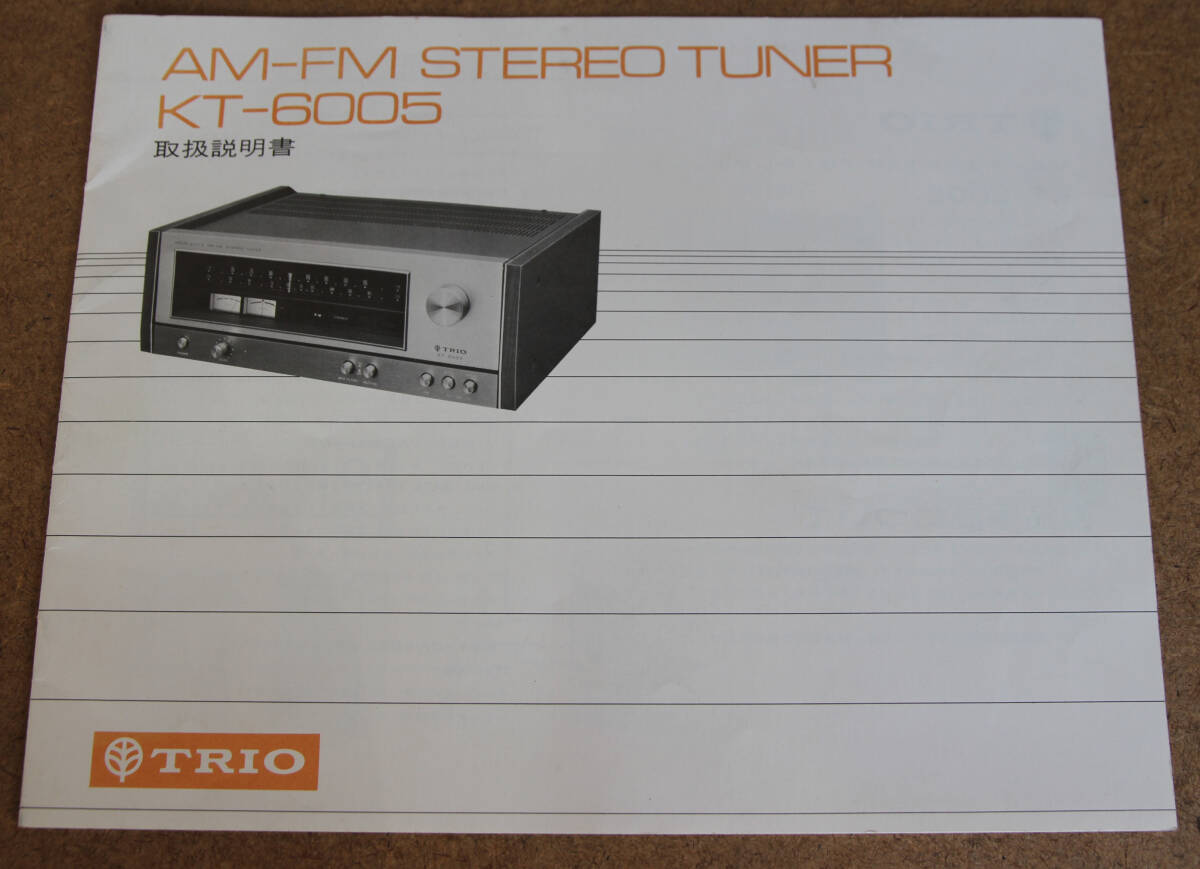 AM-FM STEREO TUNER
KT-6005
取扱説明書
TRIO
TRIO